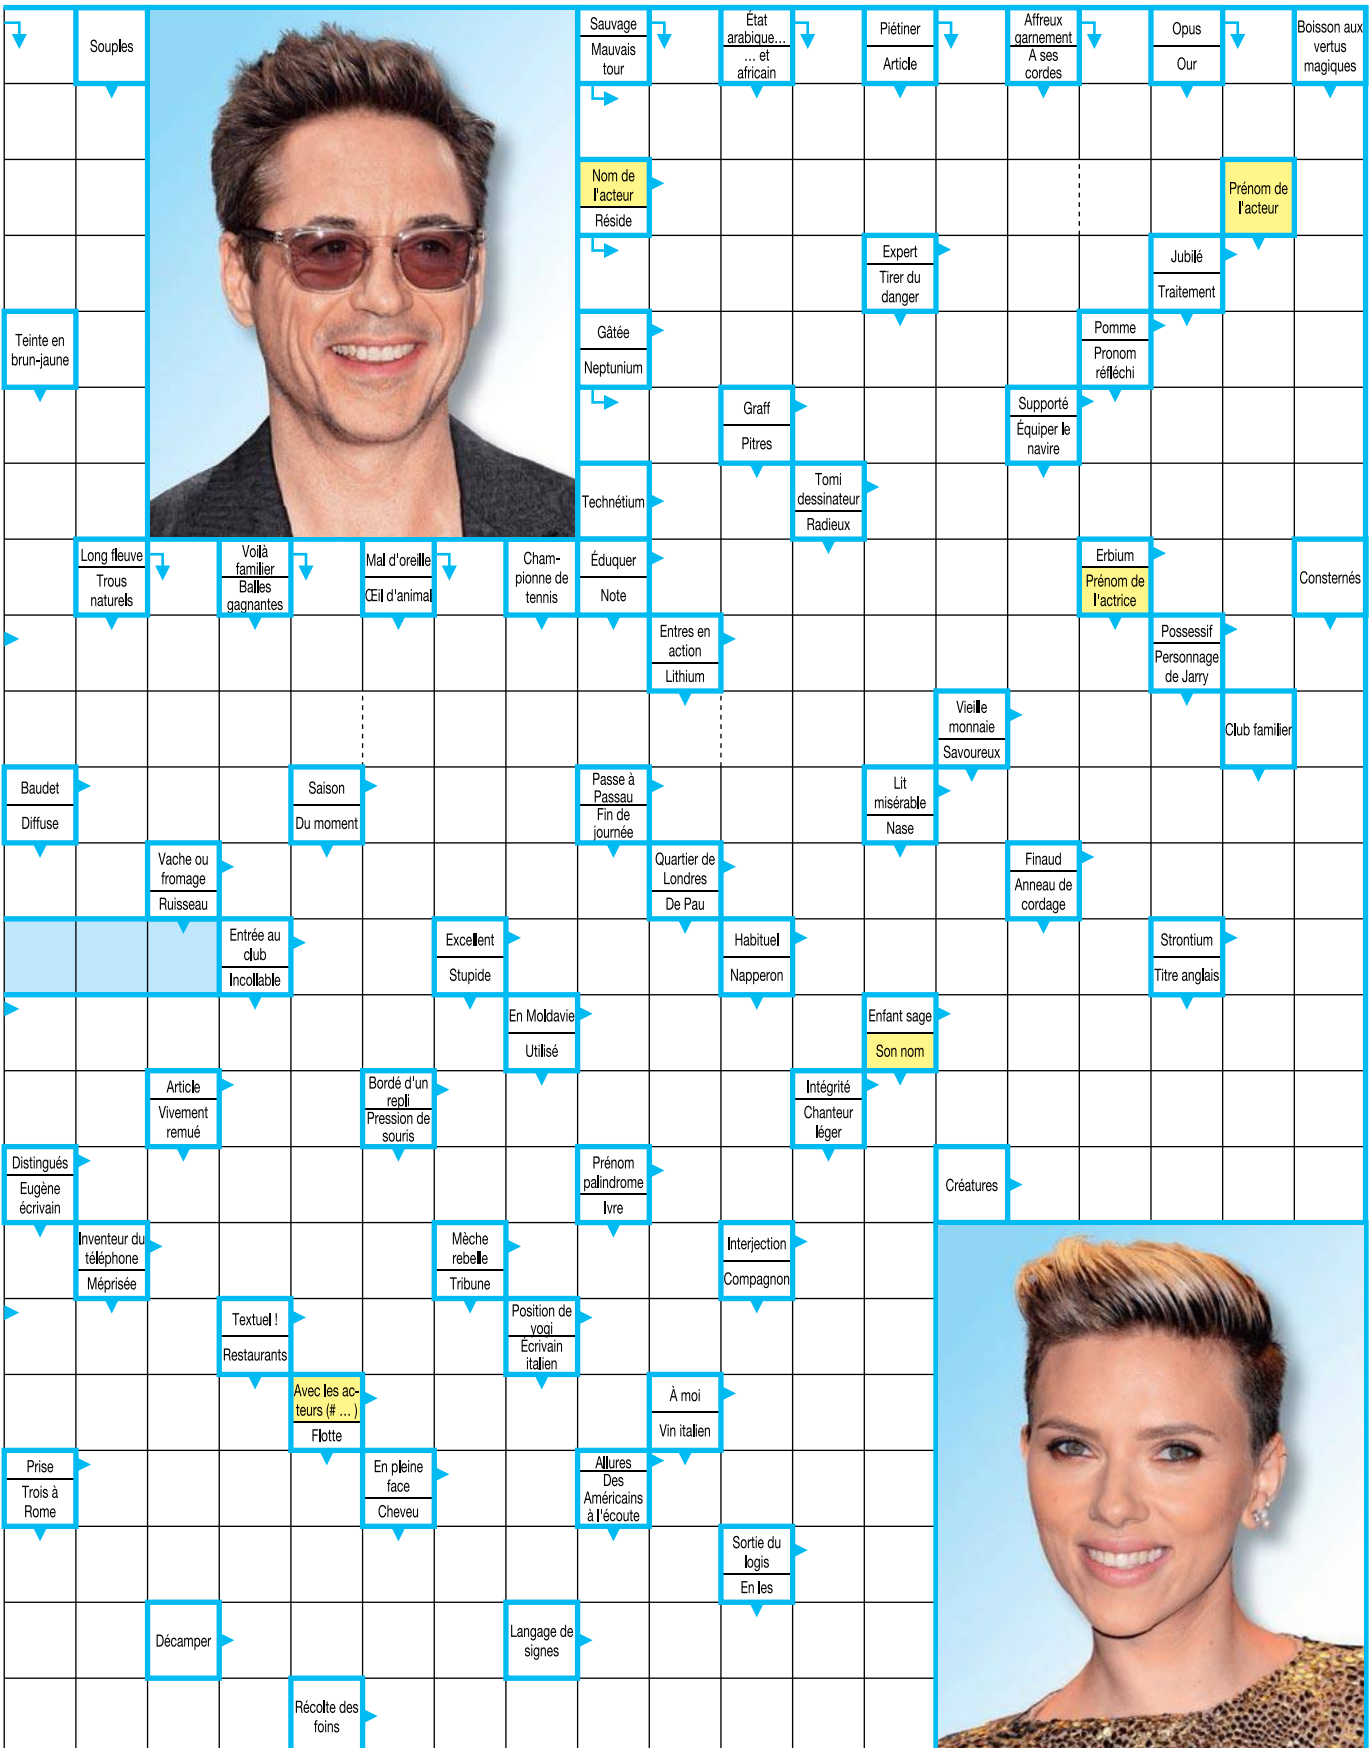 Souples
Sauvage
Mauvais
tour
État
arabique...
... et
africain
Piétiner
Article
Affreux
garnement
A ses
cordes
Opus
Our
Boisson aux
vertus
magiques
Nom de
l'acteur
Réside
Prénom de
l'acteur
Expert
Tirer du
danger
Jubilé
Traitement
Teinte en
brun-jaune
Gâtée
Neptunium
Pomme
Pronom
réfléchi
Graff
Pitres
Supporté
Équiper le
navire
Technétium
Tomi
dessinateur
Radieux
Long fleuve
Trous
naturels
Voilà
familier
Balles
gagnantes
Mal d'oreille
Œil d'animal
Cham-
pionne de
tennis
Éduquer
Note
Erbium
Prénom de
l'actrice
Consternés
Entres en
action
Lithium
Possessif
Personnage
de Jarry
Vieille
monnaie
Savoureux
Club familier
Baudet
Diffuse
Saison
Du moment
Passe à
Passau
Fin de
journée
Lit
misérable
Nase
Vache ou
fromage
Ruisseau
Quartier de
Londres
De Pau
Finaud
Anneau de
cordage
Entrée au
club
Incollable
Excellent
Stupide
Habituel
Napperon
Strontium
Titre anglais
En Moldavie
Utilisé
Enfant sage
Son nom
Article
Vivement
remué
Bordé d'un
repli
Pression de
souris
Intégrité
Chanteur
léger
Distingués
Eugène
écrivain
Prénom
palindrome
Ivre
Créatures
Inventeur du
téléphone
Méprisée
Mèche
rebelle
Tribune
Interjection
Compagnon
Textuel !
Restaurants
Position de
yogi
Écrivain
italien
Avec les ac-
teurs (# ... )
Flotte
À moi
Vin italien
Prise
Trois à
Rome
En pleine
face
Cheveu
Allures
Des
Américains
à l'écoute
Sortie du
logis
En les
Décamper
Langage de
signes
Récolte des
foins